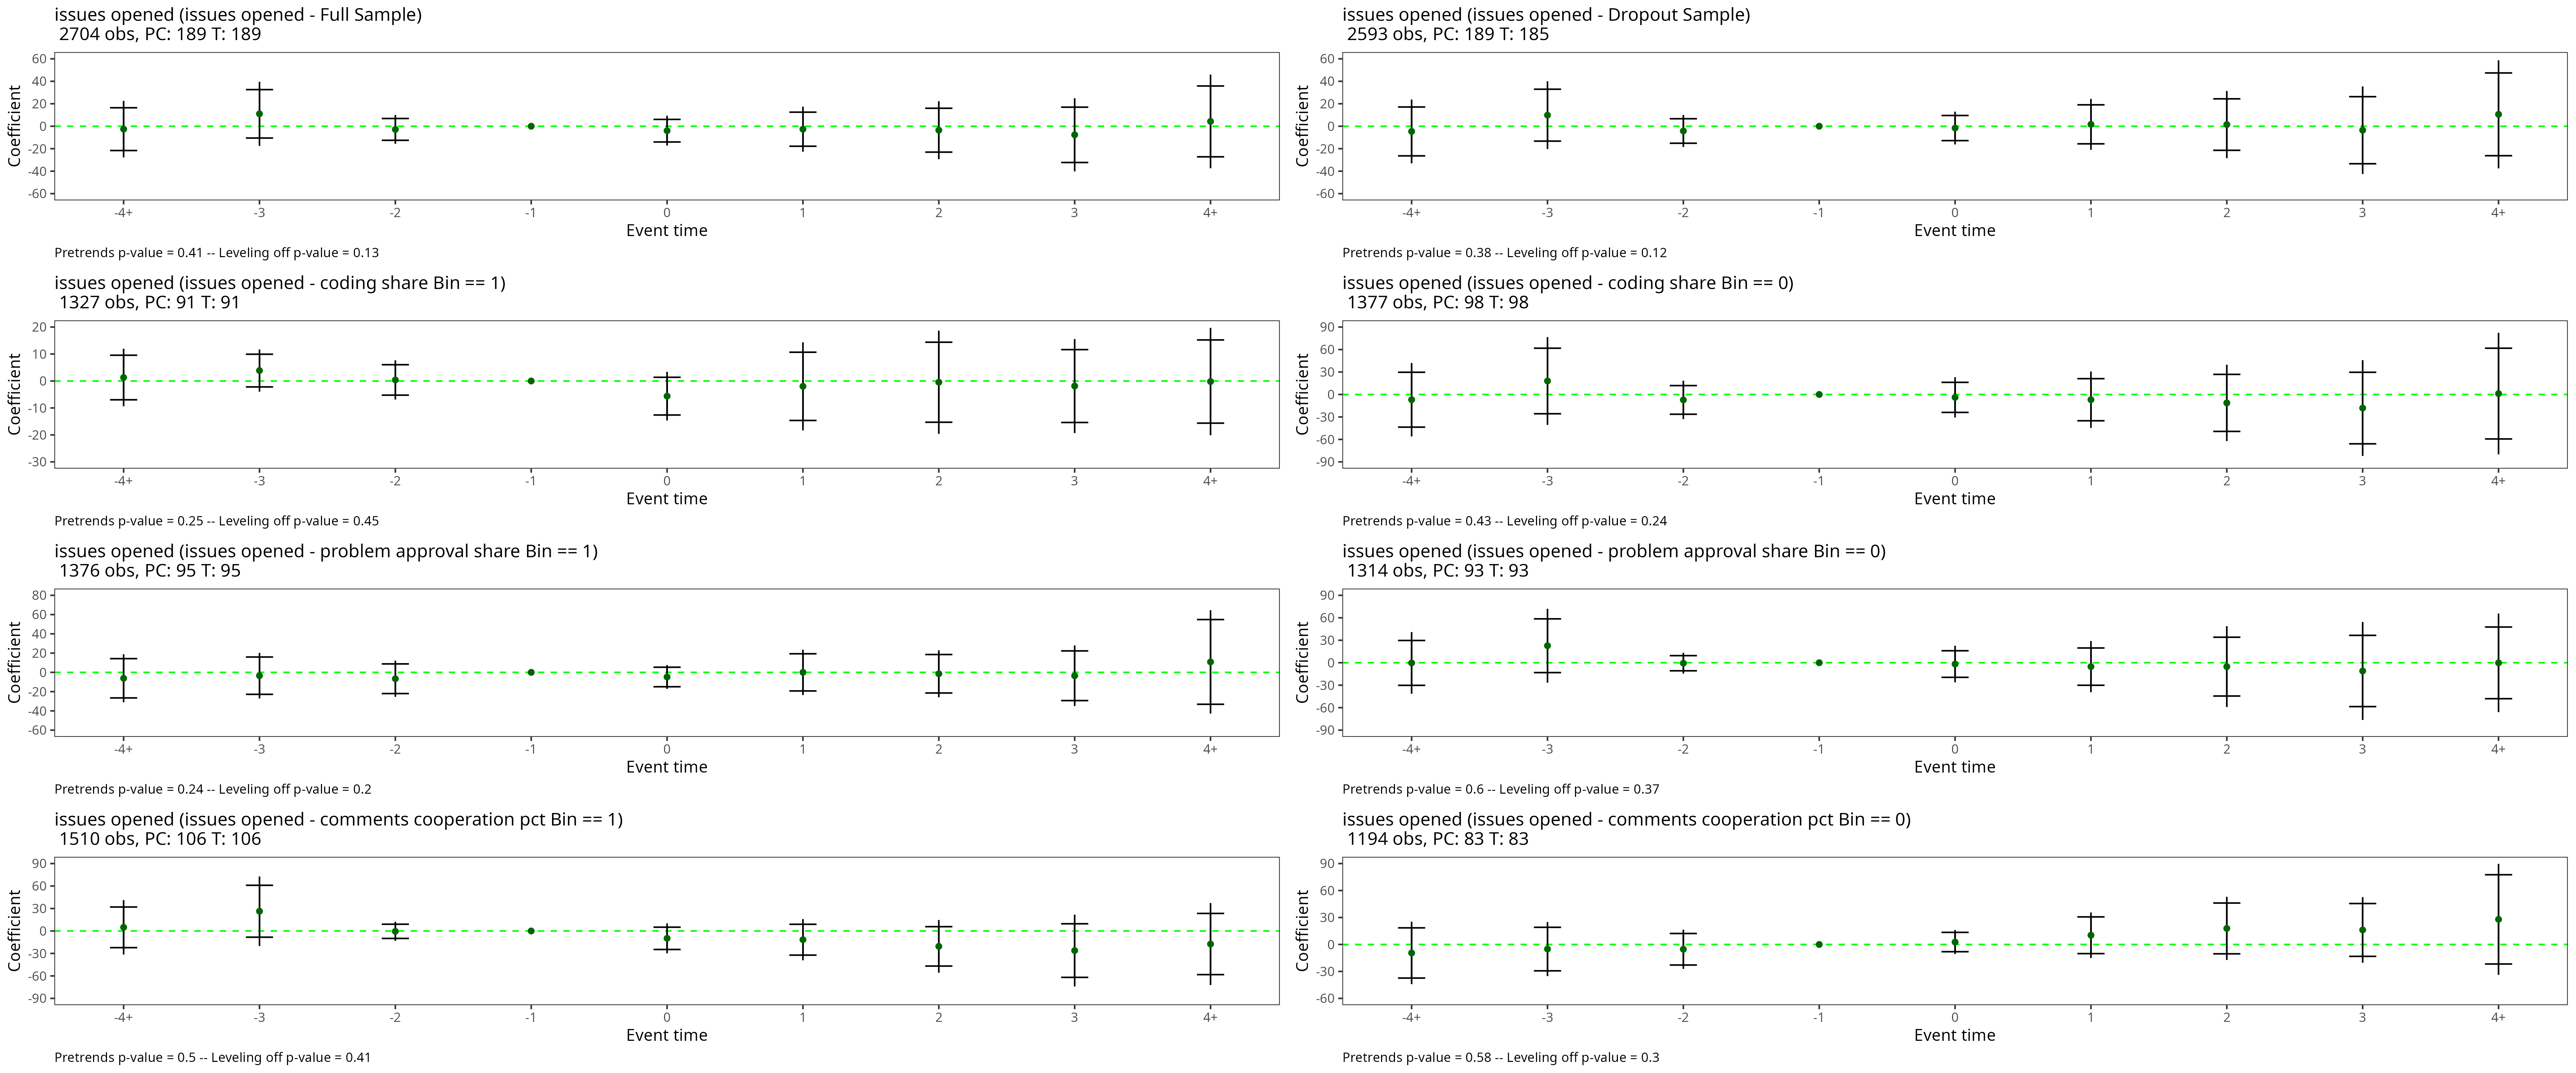 issues opened (issues opened - Full Sample)
2704 obs, PC: 189 T: 189
Coefficient
60
40
20
0
-20
-40
-60
-4+ -3 -2 -1 0 1 2 3 4+
Event time
Pretrends p-value = 0.41 -- Leveling off p-value = 0.13
issues opened (issues opened - Dropout Sample)
2593 obs, PC: 189 T: 185
Coefficient
60
40
20
0
-20
-40
-60
-4+ -3 -2 -1 0 1 2 3 4+
Event time
Pretrends p-value = 0.38 -- Leveling off p-value = 0.12
issues opened (issues opened - coding share Bin == 1)
1327 obs, PC: 91 T: 91
Coefficient
20
10
0
-10
-20
-30
-4+ -3 -2 -1 0 1 2 3 4+
Event time
Pretrends p-value = 0.25 -- Leveling off p-value = 0.45
issues opened (issues opened - coding share Bin == 0)
1377 obs, PC: 98 T: 98
Coefficient
90
60
30
0
-30
-60
-90
-4+ -3 -2 -1 0 1 2 3 4+
Event time
Pretrends p-value = 0.43 -- Leveling off p-value = 0.24
issues opened (issues opened - problem approval share Bin == 1)
1376 obs, PC: 95 T: 95
Coefficient
80
60
40
20
0
-20
-40
-60
-4+ -3 -2 -1 0 1 2 3 4+
Event time
Pretrends p-value = 0.24 -- Leveling off p-value = 0.2
issues opened (issues opened - problem approval share Bin == 0)
1314 obs, PC: 93 T: 93
Coefficient
90
60
30
0
-30
-60
-90
-4+ -3 -2 -1 0 1 2 3 4+
Event time
Pretrends p-value = 0.6 -- Leveling off p-value = 0.37
issues opened (issues opened - comments cooperation pct Bin == 1)
1510 obs, PC: 106 T: 106
Coefficient
90
60
30
0
-30
-60
-90
-4+ -3 -2 -1 0 1 2 3 4+
Event time
Pretrends p-value = 0.5 -- Leveling off p-value = 0.41
issues opened (issues opened - comments cooperation pct Bin == 0)
1194 obs, PC: 83 T: 83
Coefficient
90
60
30
0
-30
-60
-4+ -3 -2 -1 0 1 2 3 4+
Event time
Pretrends p-value = 0.58 -- Leveling off p-value = 0.3